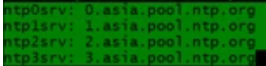 ntp0srv: 0.asia.pool.ntp.org
ntp1srv: 1.asia.pool.ntp.org
ntp2srv: 2.asia.pool.ntp.org
ntp3srv: 3.asia.pool.ntp.org